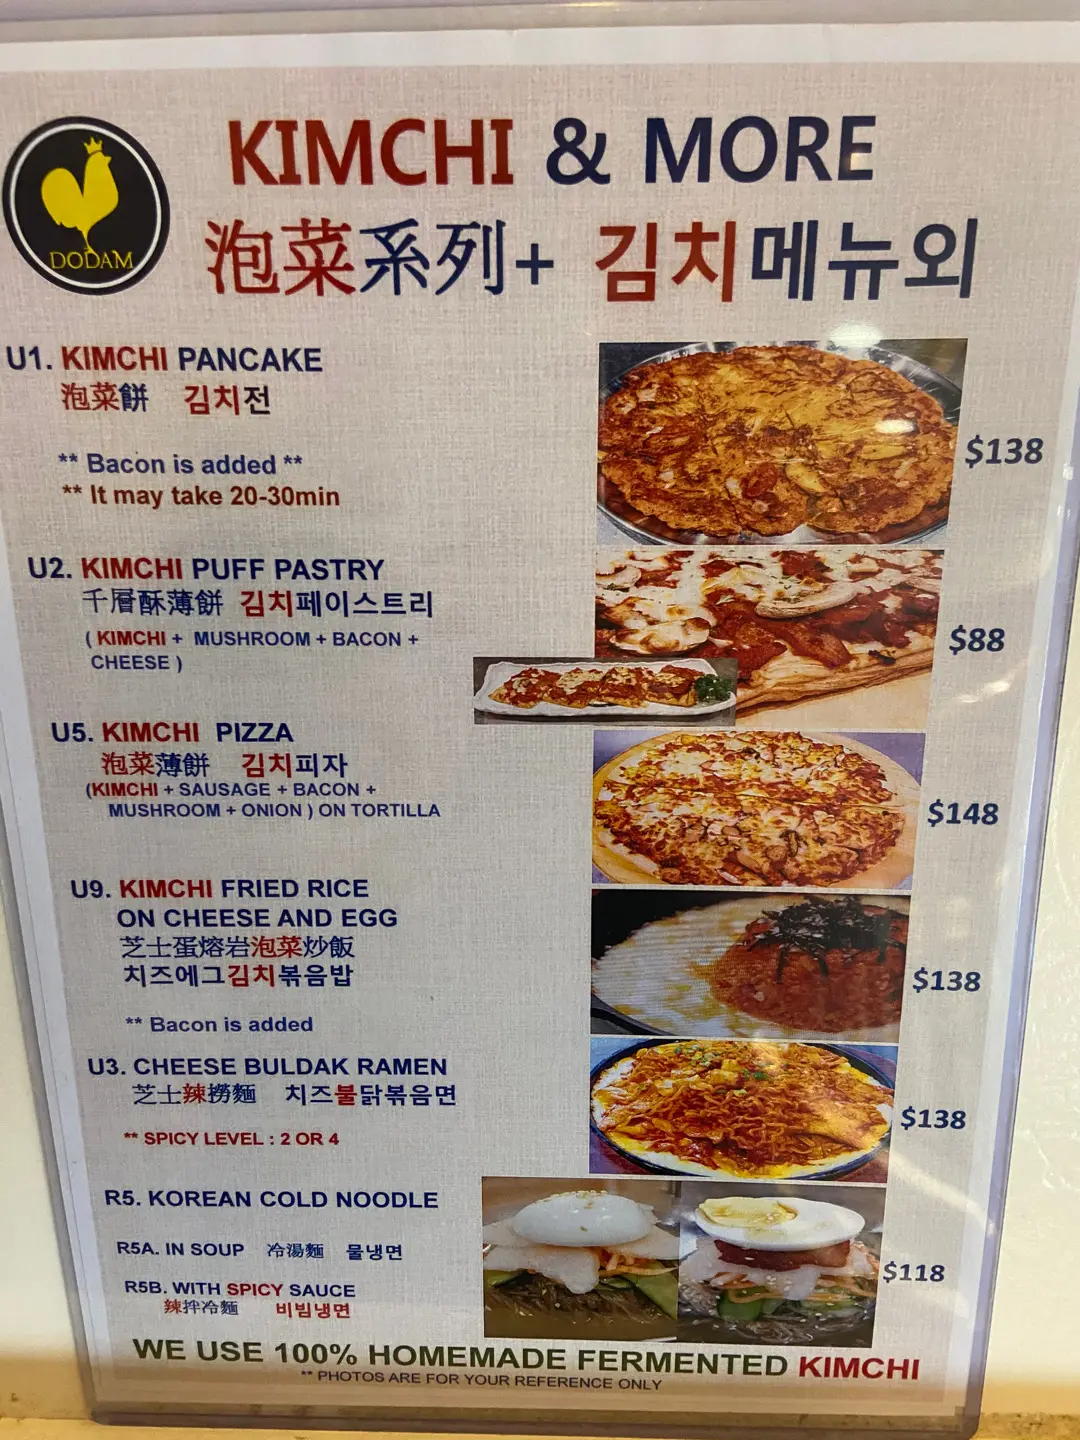 DODAM
KIMCHI & MORE
泡菜系列+ 김치메뉴외
U1. KIMCHI PANCAKE
泡菜餅 김치전
** Bacon is added **
** It may take 20-30min
$138
U2. KIMCHI PUFF PASTRY
千層酥薄餅 김치페이스트리
( KIMCHI + MUSHROOM + BACON +
CHEESE )
$88
U5. KIMCHI PIZZA
泡菜薄餅 김치피자
(KIMCHI + SAUSAGE + BACON +
MUSHROOM + ONION ) ON TORTILLA
$148
U9. KIMCHI FRIED RICE
ON CHEESE AND EGG
芝士蛋熔岩泡菜炒飯
치즈에그김치볶음밥
** Bacon is added
$138
U3. CHEESE BULDAK RAMEN
芝士辣撈麵 치즈불닭볶음면
** SPICY LEVEL : 2 OR 4
$138
R5. KOREAN COLD NOODLE
R5A. IN SOUP 冷湯麵 물냉면
R5B. WITH SPICY SAUCE
辣拌冷麵 비빔냉면
$118
WE USE 100% HOMEMADE FERMENTED KIMCHI
** PHOTOS ARE FOR YOUR REFERENCE ONLY